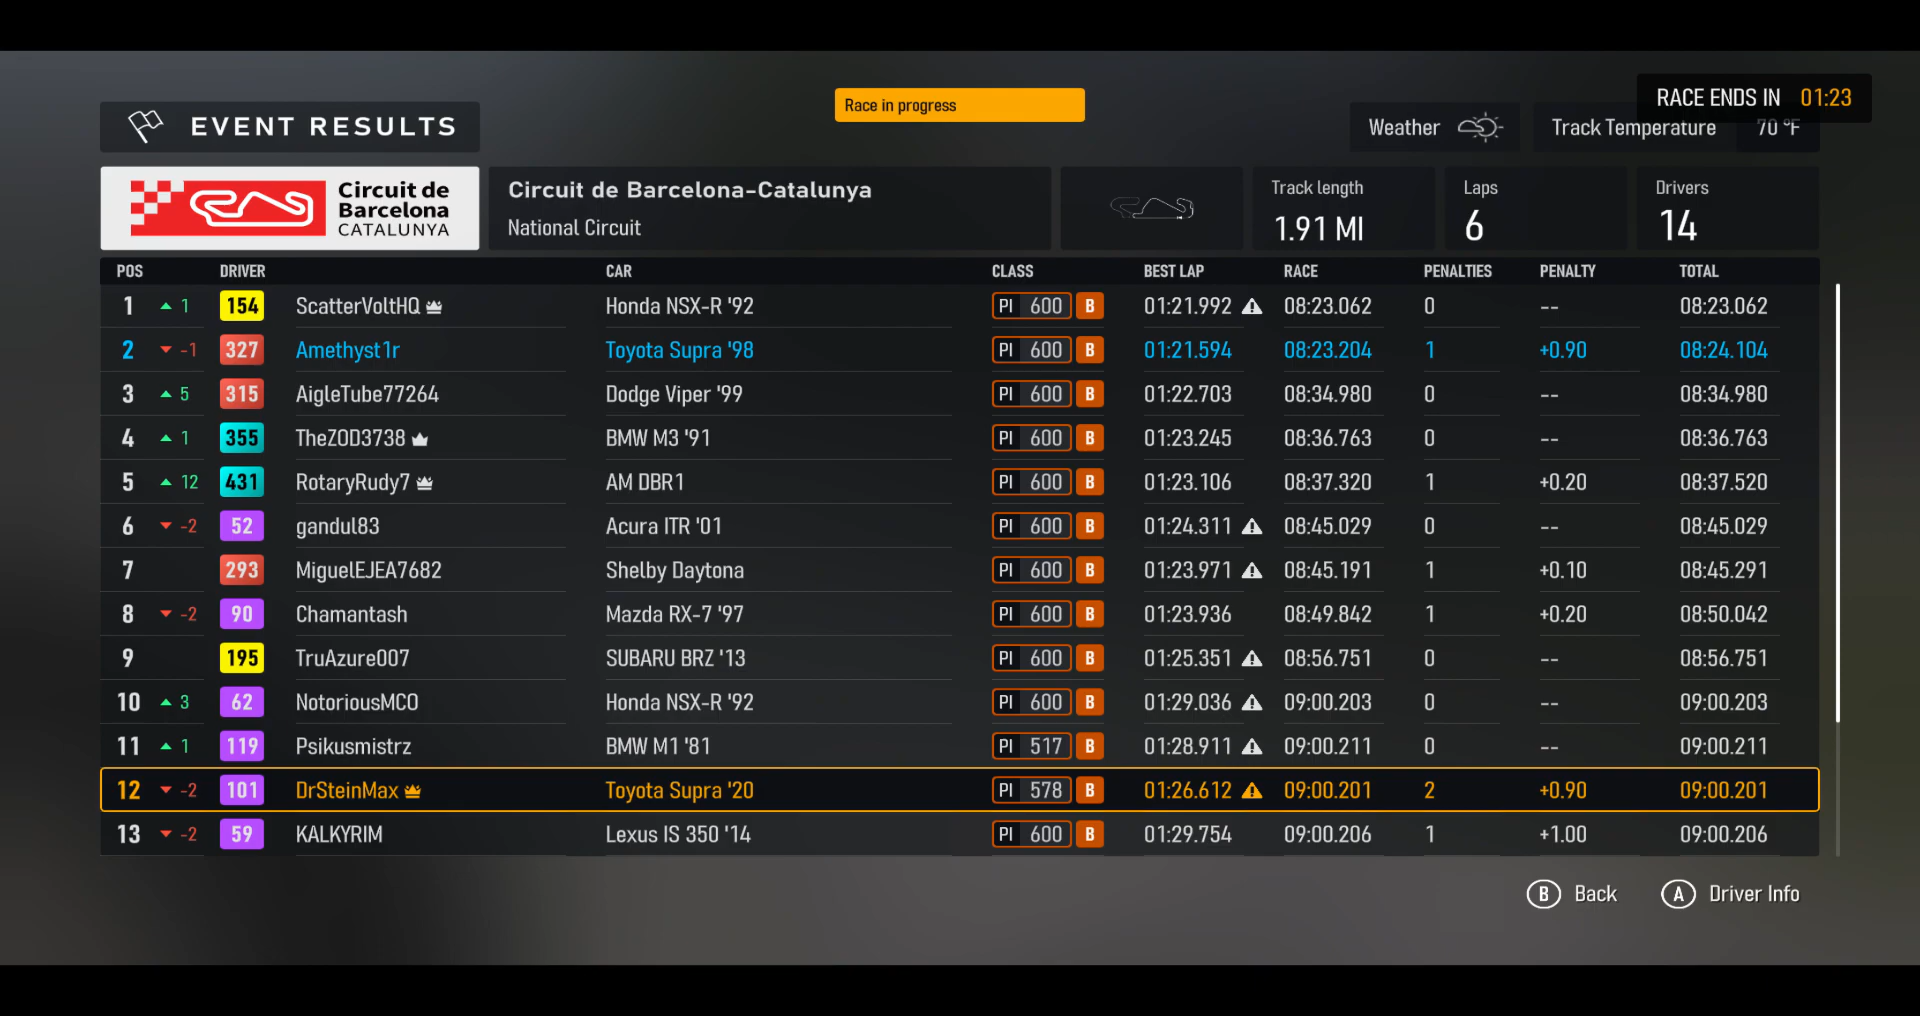 RACE ENDS IN 01:23
Race in progress
EVENT RESULTS
Weather
Track Temperature 70 °F
Circuit de
Barcelona
CATALUNYA
Circuit de Barcelona-Catalunya
National Circuit
Track length
1.91 MI
Laps
6
Drivers
14
POS DRIVER CAR CLASS BEST LAP RACE PENALTIES PENALTY TOTAL
1 1 154 ScatterVoltHQ Honda NSX-R '92 PI 600 B 01:21.992 08:23.062 0 -- 08:23.062
2 -1 327 Amethyst1r Toyota Supra '98 PI 600 B 01:21.594 08:23.204 1 +0.90 08:24.104
3 5 315 AigleTube77264 Dodge Viper '99 PI 600 B 01:22.703 08:34.980 0 -- 08:34.980
4 1 355 TheZOD3738 BMW M3 '91 PI 600 B 01:23.245 08:36.763 0 -- 08:36.763
5 12 431 RotaryRudy7 AM DBR1 PI 600 B 01:23.106 08:37.320 1 +0.20 08:37.520
6 -2 52 gandul83 Acura ITR '01 PI 600 B 01:24.311 08:45.029 0 -- 08:45.029
7 293 MiguelEJEA7682 Shelby Daytona PI 600 B 01:23.971 08:45.191 1 +0.10 08:45.291
8 -2 90 Chamantash Mazda RX-7 '97 PI 600 B 01:23.936 08:49.842 1 +0.20 08:50.042
9 195 TruAzure007 SUBARU BRZ '13 PI 600 B 01:25.351 08:56.751 0 -- 08:56.751
10 3 62 NotoriousMCO Honda NSX-R '92 PI 600 B 01:29.036 09:00.203 0 -- 09:00.203
11 1 119 Psikusmistrz BMW M1 '81 PI 517 B 01:28.911 09:00.211 0 -- 09:00.211
12 -2 101 DrSteinMax Toyota Supra '20 PI 578 B 01:26.612 09:00.201 2 +0.90 09:00.201
13 -2 59 KALKYRIM Lexus IS 350 '14 PI 600 B 01:29.754 09:00.206 1 +1.00 09:00.206
B Back A Driver Info